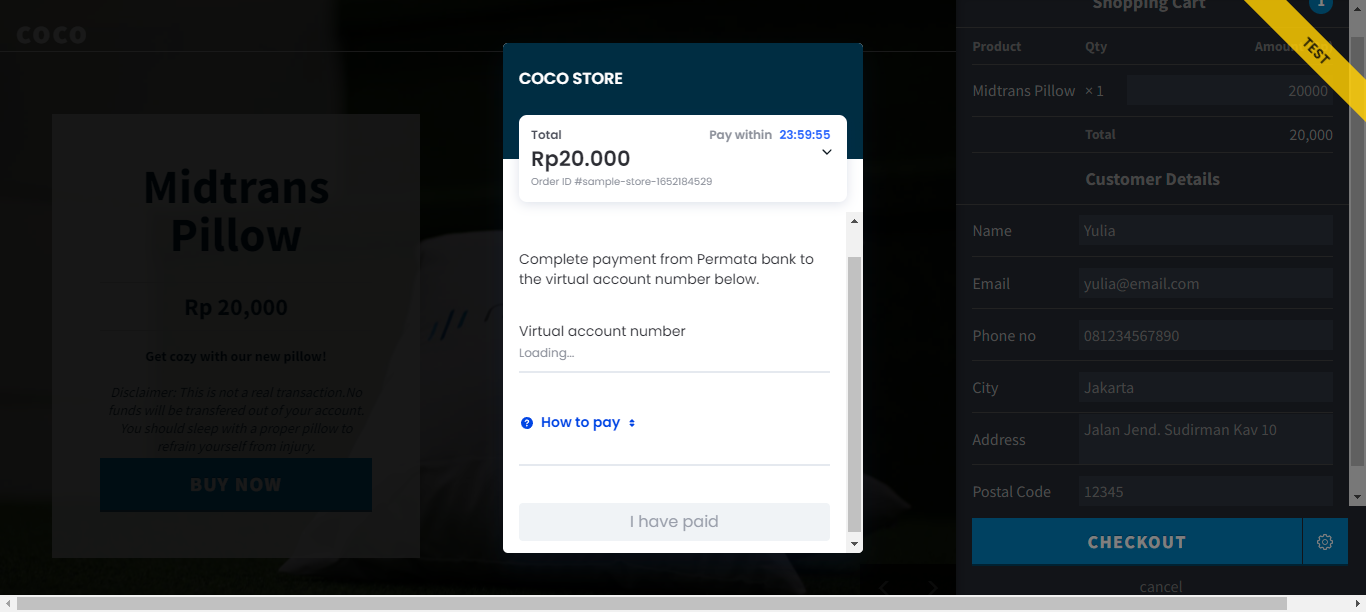 coco
Midtrans
Pillow
Rp 20,000
Get cozy with our new pillow!
Disclaimer: This is not a real transaction.No
funds will be transfered out of your account.
You should sleep with a proper pillow to
refrain yourself from injury.
BUY NOW
COCO STORE
Total
Pay within 23:59:55
Rp20.000
Order ID #sample-store-1652184529
Complete payment from Permata bank to
the virtual account number below.
Virtual account number
Loading...
? How to pay
I have paid
Shopping Cart 1
TEST
Product Qty
Midtrans Pillow × 1 20000
Total 20,000
Customer Details
Name Yulia
Email yulia@email.com
Phone no 081234567890
City Jakarta
Address Jalan Jend. Sudirman Kav 10
Postal Code 12345
CHECKOUT
cancel